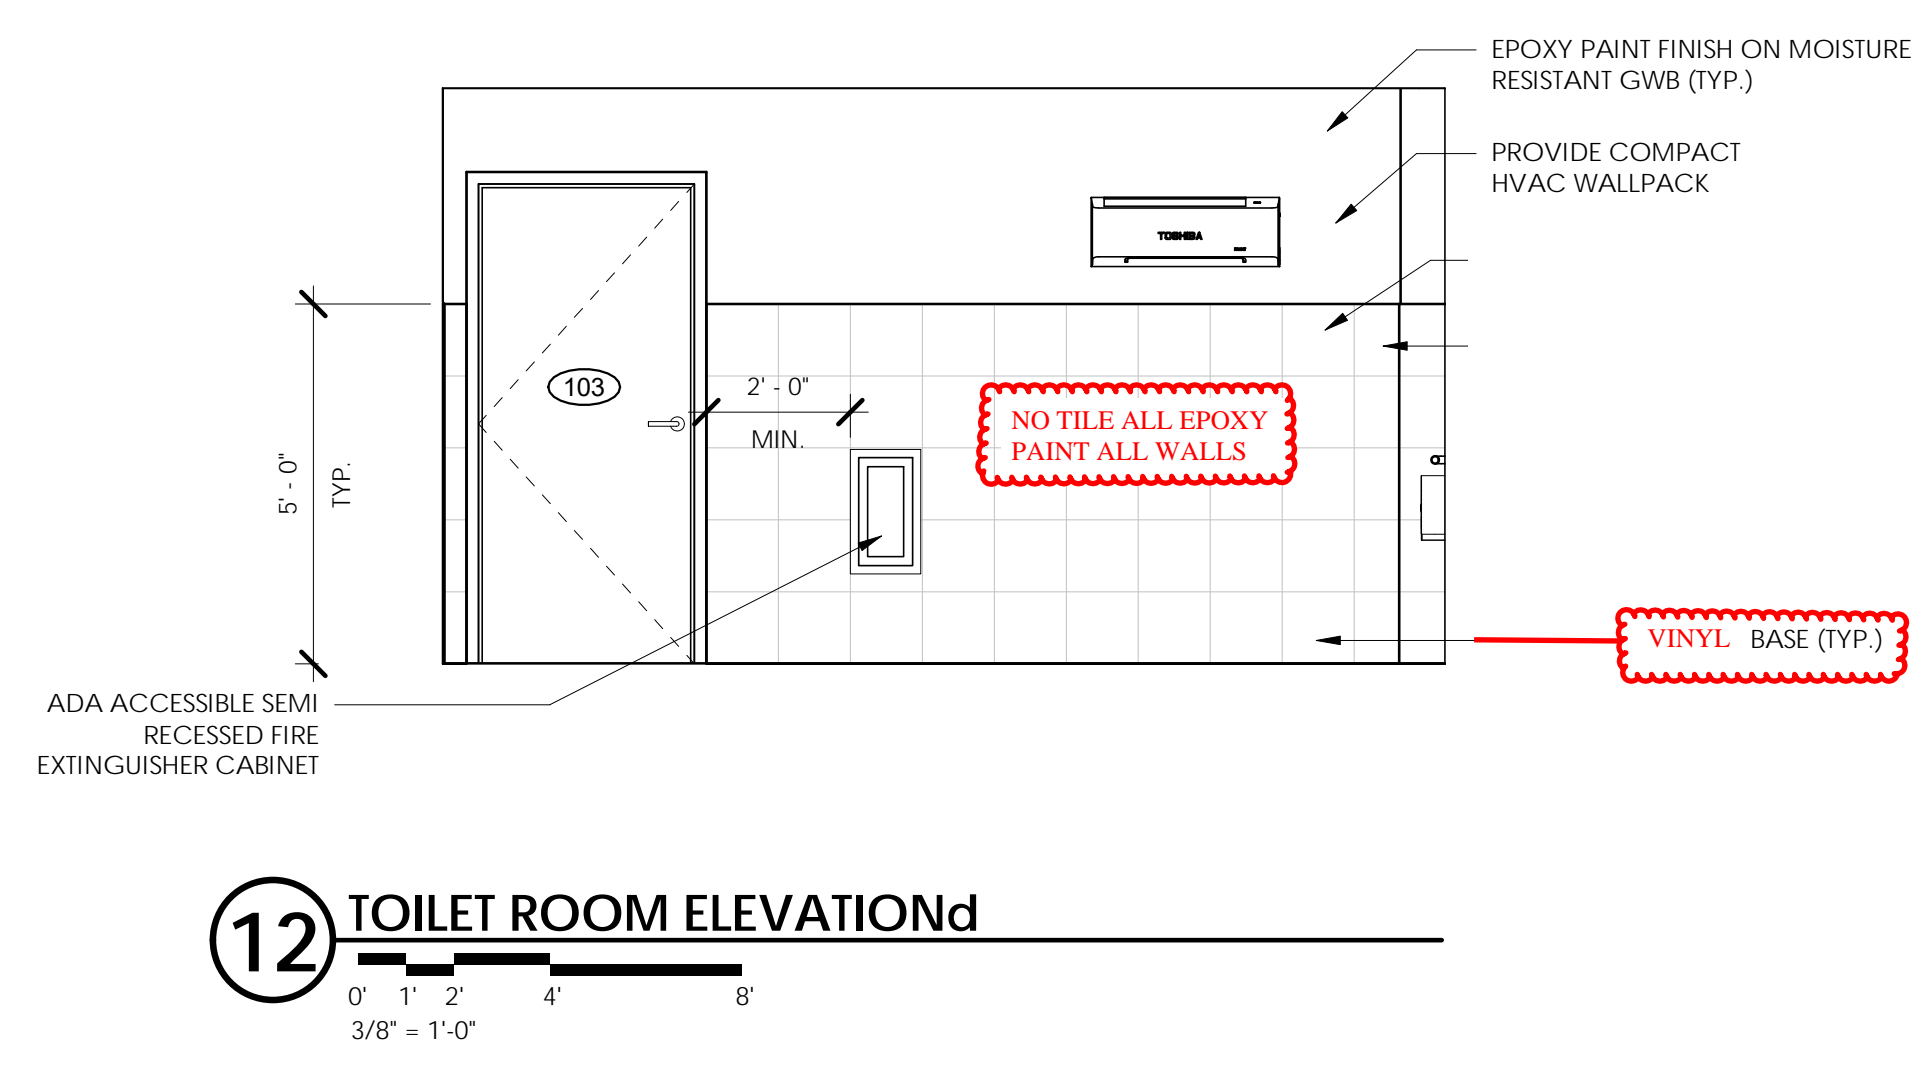 EPOXY PAINT FINISH ON MOISTURE
RESISTANT GWB (TYP.)
PROVIDE COMPACT
HVAC WALLPACK
TOSHIBA
103
2' - 0"
MIN.
NO TILE ALL EPOXY
PAINT ALL WALLS
5' - 0"
TYP.
VINYL BASE (TYP.)
ADA ACCESSIBLE SEMI
RECESSED FIRE
EXTINGUISHER CABINET
12
TOILET ROOM ELEVATIONd
0' 1' 2' 4' 8'
3/8" = 1'-0"